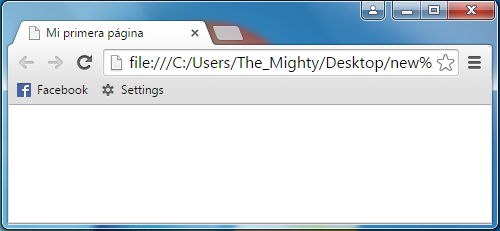 Mi primera página
file:///C:/Users/The_Mighty/Desktop/new%
Facebook Settings